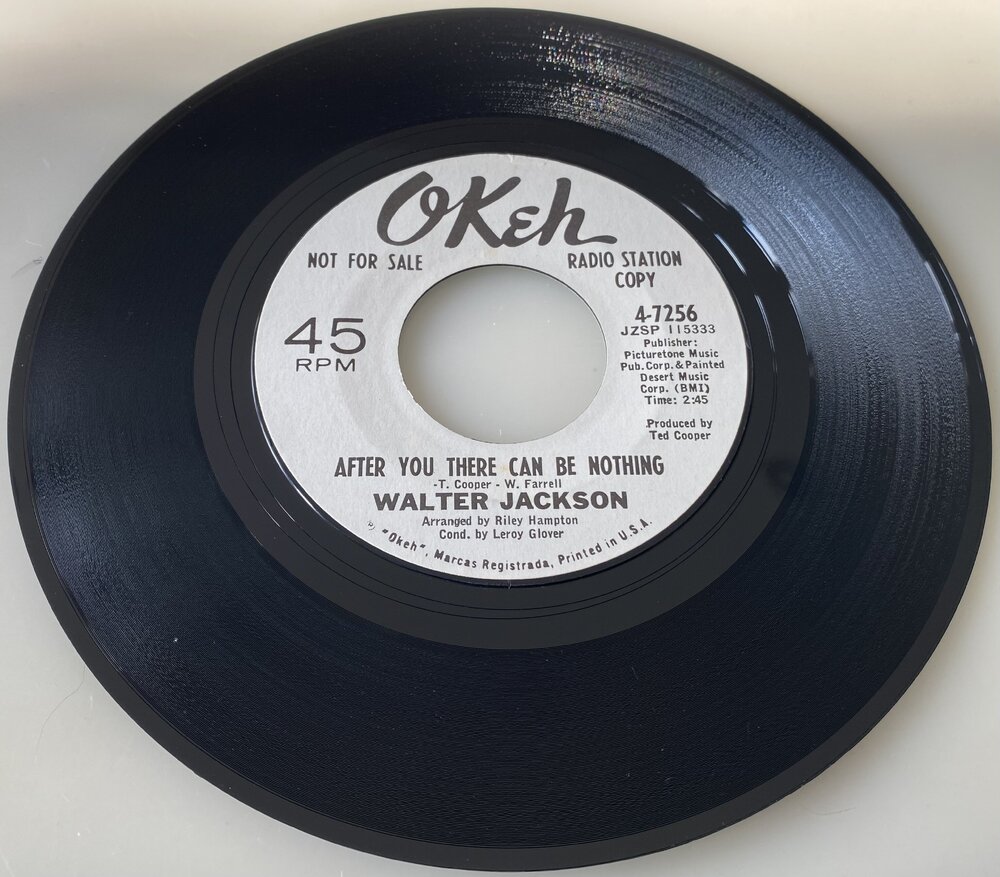 OKeh
NOT FOR SALE
RADIO STATION
COPY
45
RPM
4-7256
JZSP 115333
Publisher:
Picturetone Music
Pub. Corp. & Painted
Desert Music
Corp. (BMI)
Time: 2:45
Produced by
Ted Cooper
AFTER YOU THERE CAN BE NOTHING
-T. Cooper - W. Farrell
WALTER JACKSON
Arranged by Riley Hampton
Cond. by Leroy Glover
"Okeh", Marcas Registrada, Printed in U.S.A.